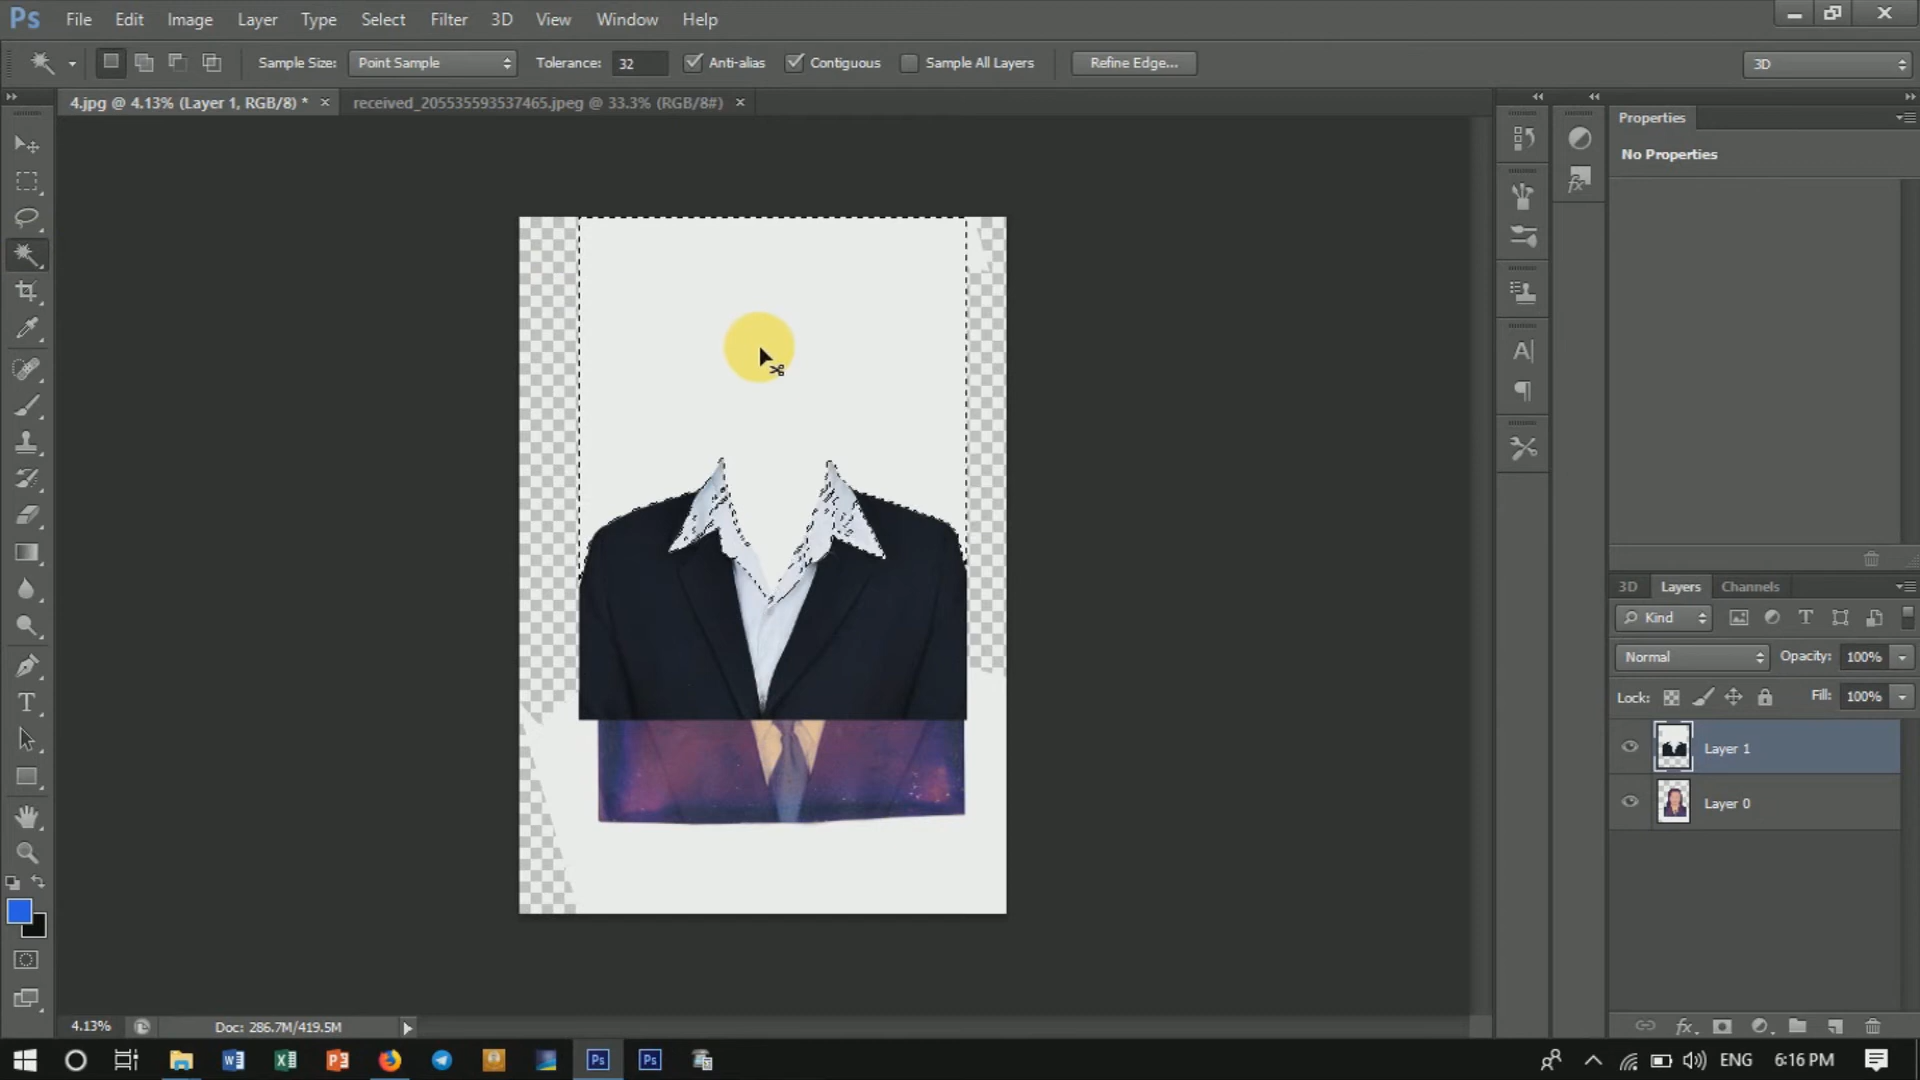 Ps File Edit Image Layer Type Select Filter 3D View Window Help
Sample Size: Point Sample Tolerance: 32 Anti-alias Contiguous Sample All Layers Refine Edge... 3D
4.jpg @ 4.13% (Layer 1, RGB/8) * × received_205535593537465.jpeg @ 33.3% (RGB/8#) ×
Properties
No Properties
3D Layers Channels
Kind
Normal Opacity: 100%
Lock: Fill: 100%
Layer 1
Layer 0
4.13% Doc: 286.7M/419.5M
ENG 6:16 PM